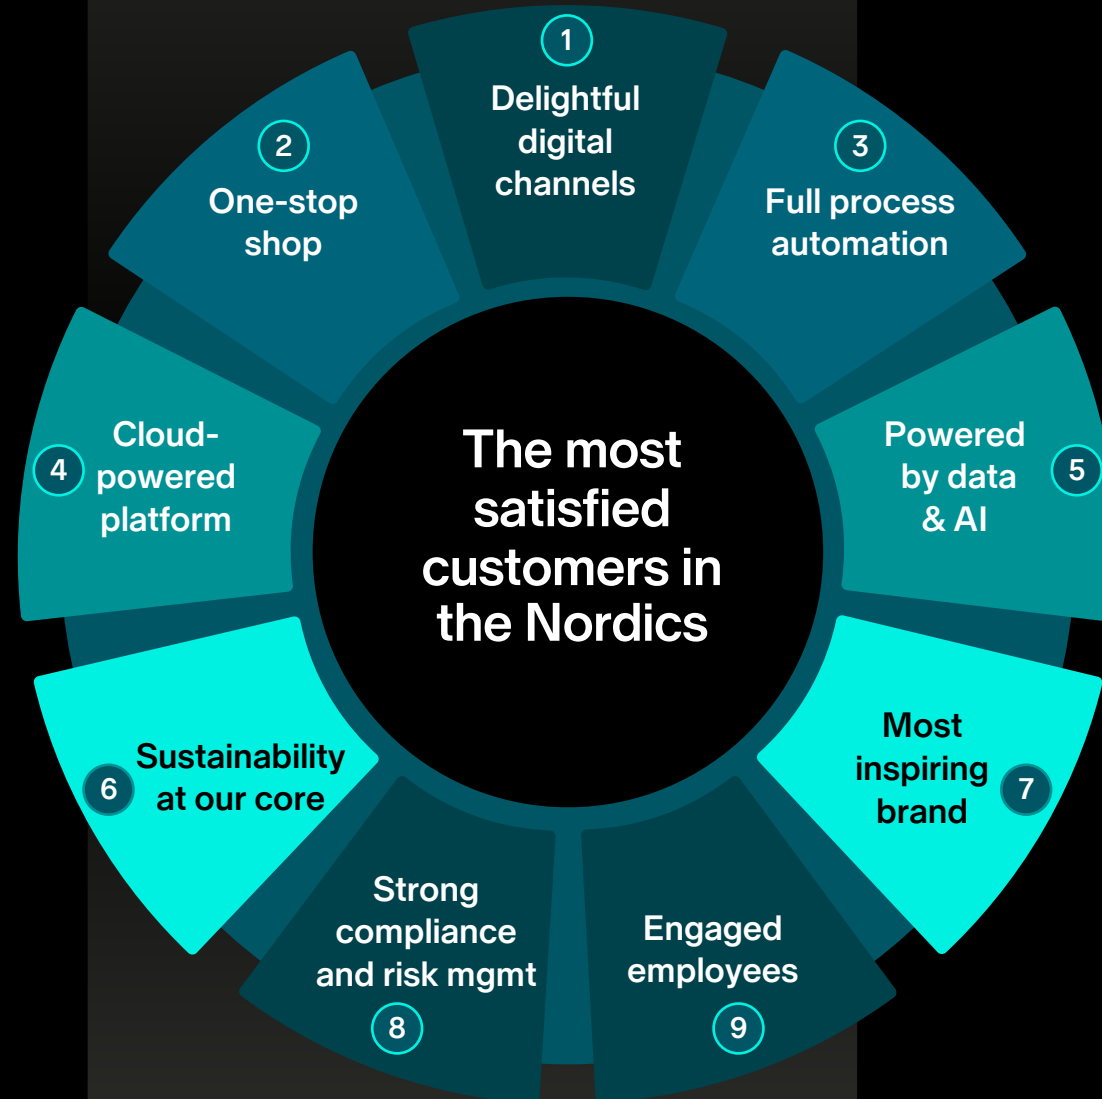 1
Delightful
digital
channels
2
One-stop
shop
3
Full process
automation
4
Cloud-
powered
platform
5
Powered
by data
& AI
The most
satisfied
customers in
the Nordics
6
Sustainability
at our core
7
Most
inspiring
brand
8
Strong
compliance
and risk mgmt
9
Engaged
employees